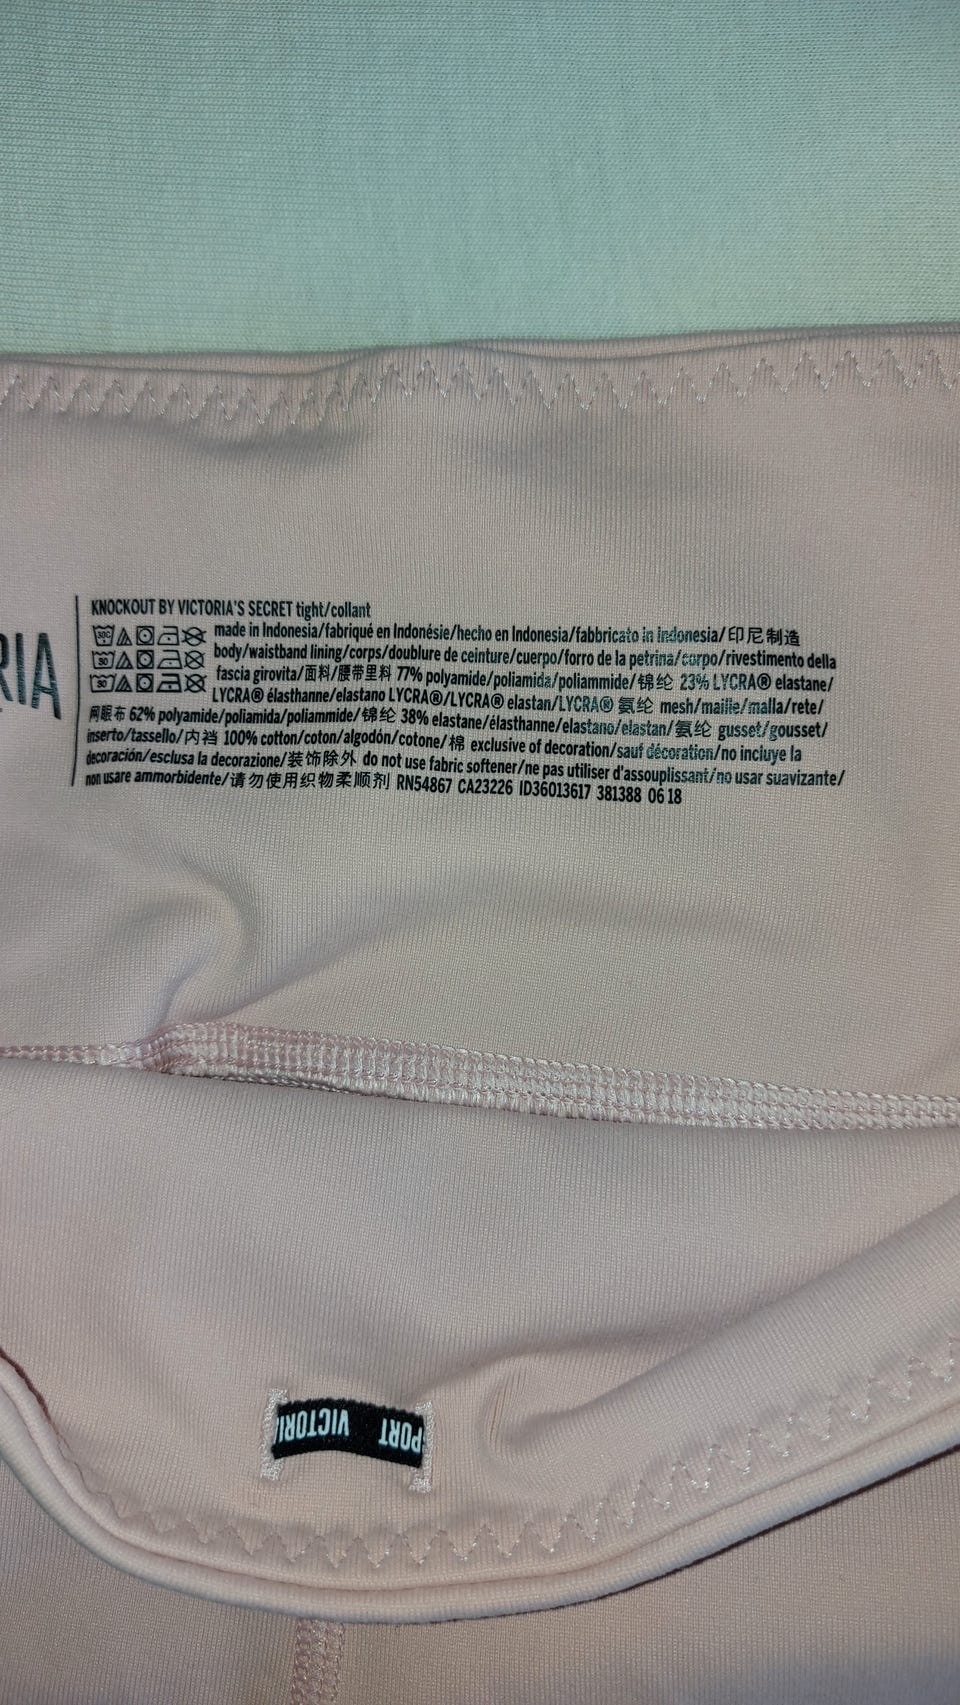 RIA
KNOCKOUT BY VICTORIA'S SECRET tight/collant
made in Indonesia/fabriqué en Indonésie/hecho en Indonesia/fabbricato in Indonesia/印尼制造
body/waistband lining/corps/doublure de ceinture/cuerpo/forro de la petrina/corpo/rivestimento della
fascia girovita/面料/腰带里料 77% polyamide/poliamida/poliammide/锦纶 23% LYCRA® elastane/
LYCRA® élasthanne/elastano LYCRA®/LYCRA® elastan/LYCRA® 氨纶 mesh/maille/malla/rete/
网眼布 62% polyamide/poliamida/poliammide/锦纶 38% elastane/élasthanne/elastano/elastan/氨纶 gusset/gousset/
inserto/tassello/内裆 100% cotton/coton/algodón/cotone/棉 exclusive of decoration/sauf décoration/no incluye la
decoración/esclusa la decorazione/装饰除外 do not use fabric softener/ne pas utiliser d'assouplissant/no usar suavizante/
non usare ammorbidente/请勿使用织物柔顺剂 RN54867 CA23226 ID36013617 381388 06 18
PORT VICTORI